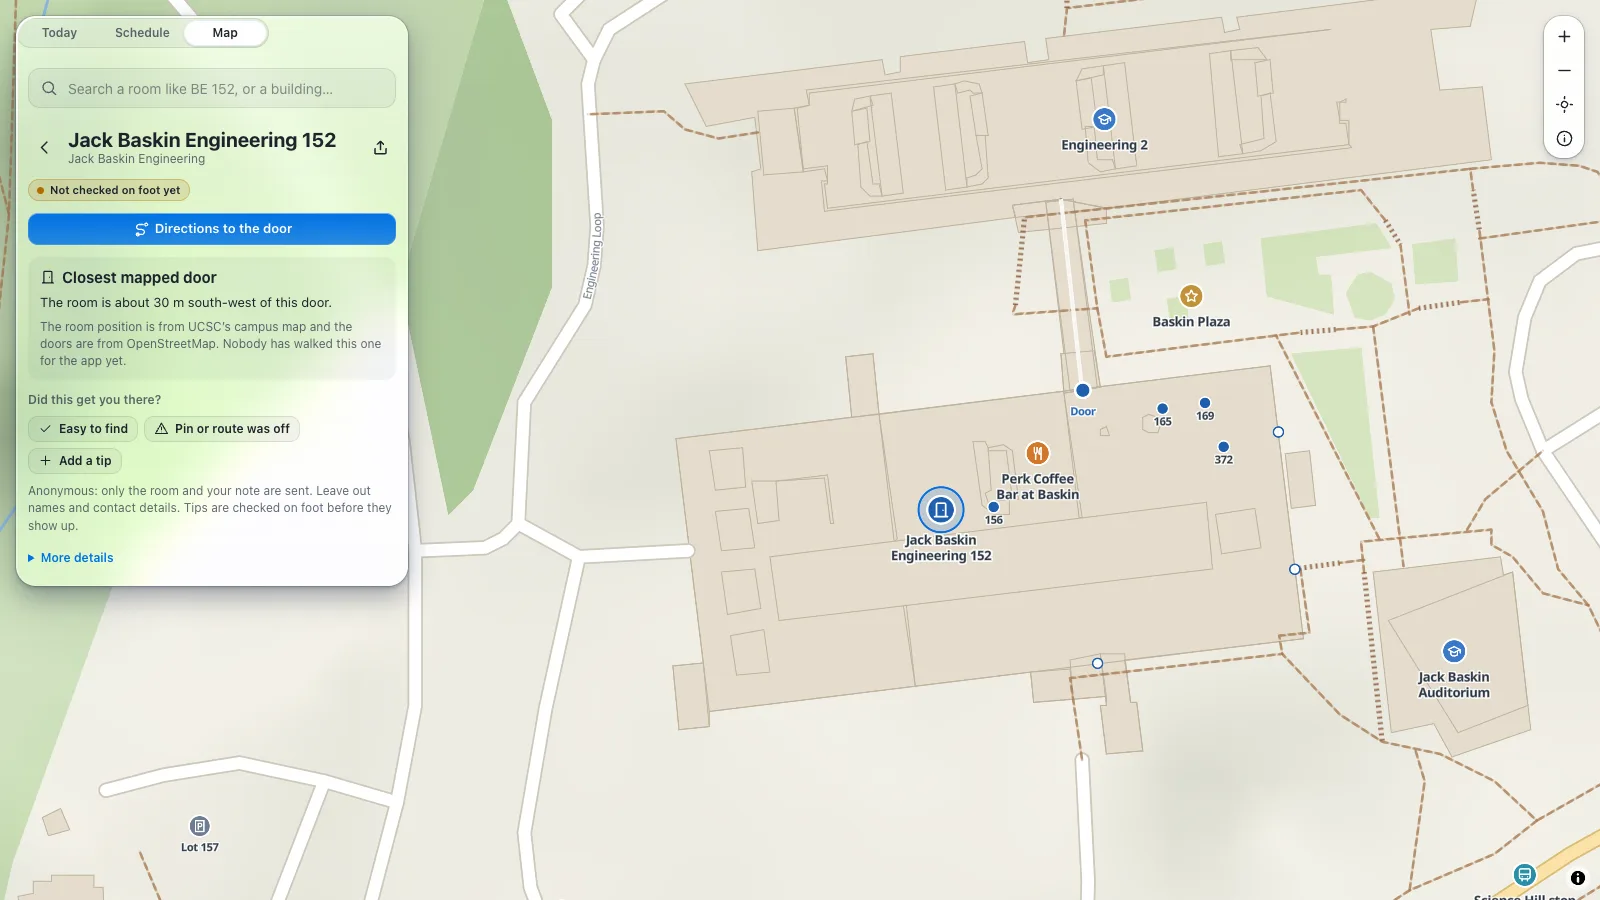 Today
Schedule
Map
Search a room like BE 152, or a building...
Jack Baskin Engineering 152
Jack Baskin Engineering
Not checked on foot yet
Directions to the door
Closest mapped door
The room is about 30 m south-west of this door.
The room position is from UCSC's campus map and the
doors are from OpenStreetMap. Nobody has walked this one
for the app yet.
Did this get you there?
Easy to find
Pin or route was off
Add a tip
Anonymous: only the room and your note are sent. Leave out
names and contact details. Tips are checked on foot before they
show up.
More details
Engineering 2
Engineering Loop
Baskin Plaza
Door
165
169
372
Perk Coffee
Bar at Baskin
156
Jack Baskin
Engineering 152
Jack Baskin
Auditorium
Lot 157
Science Hill stop